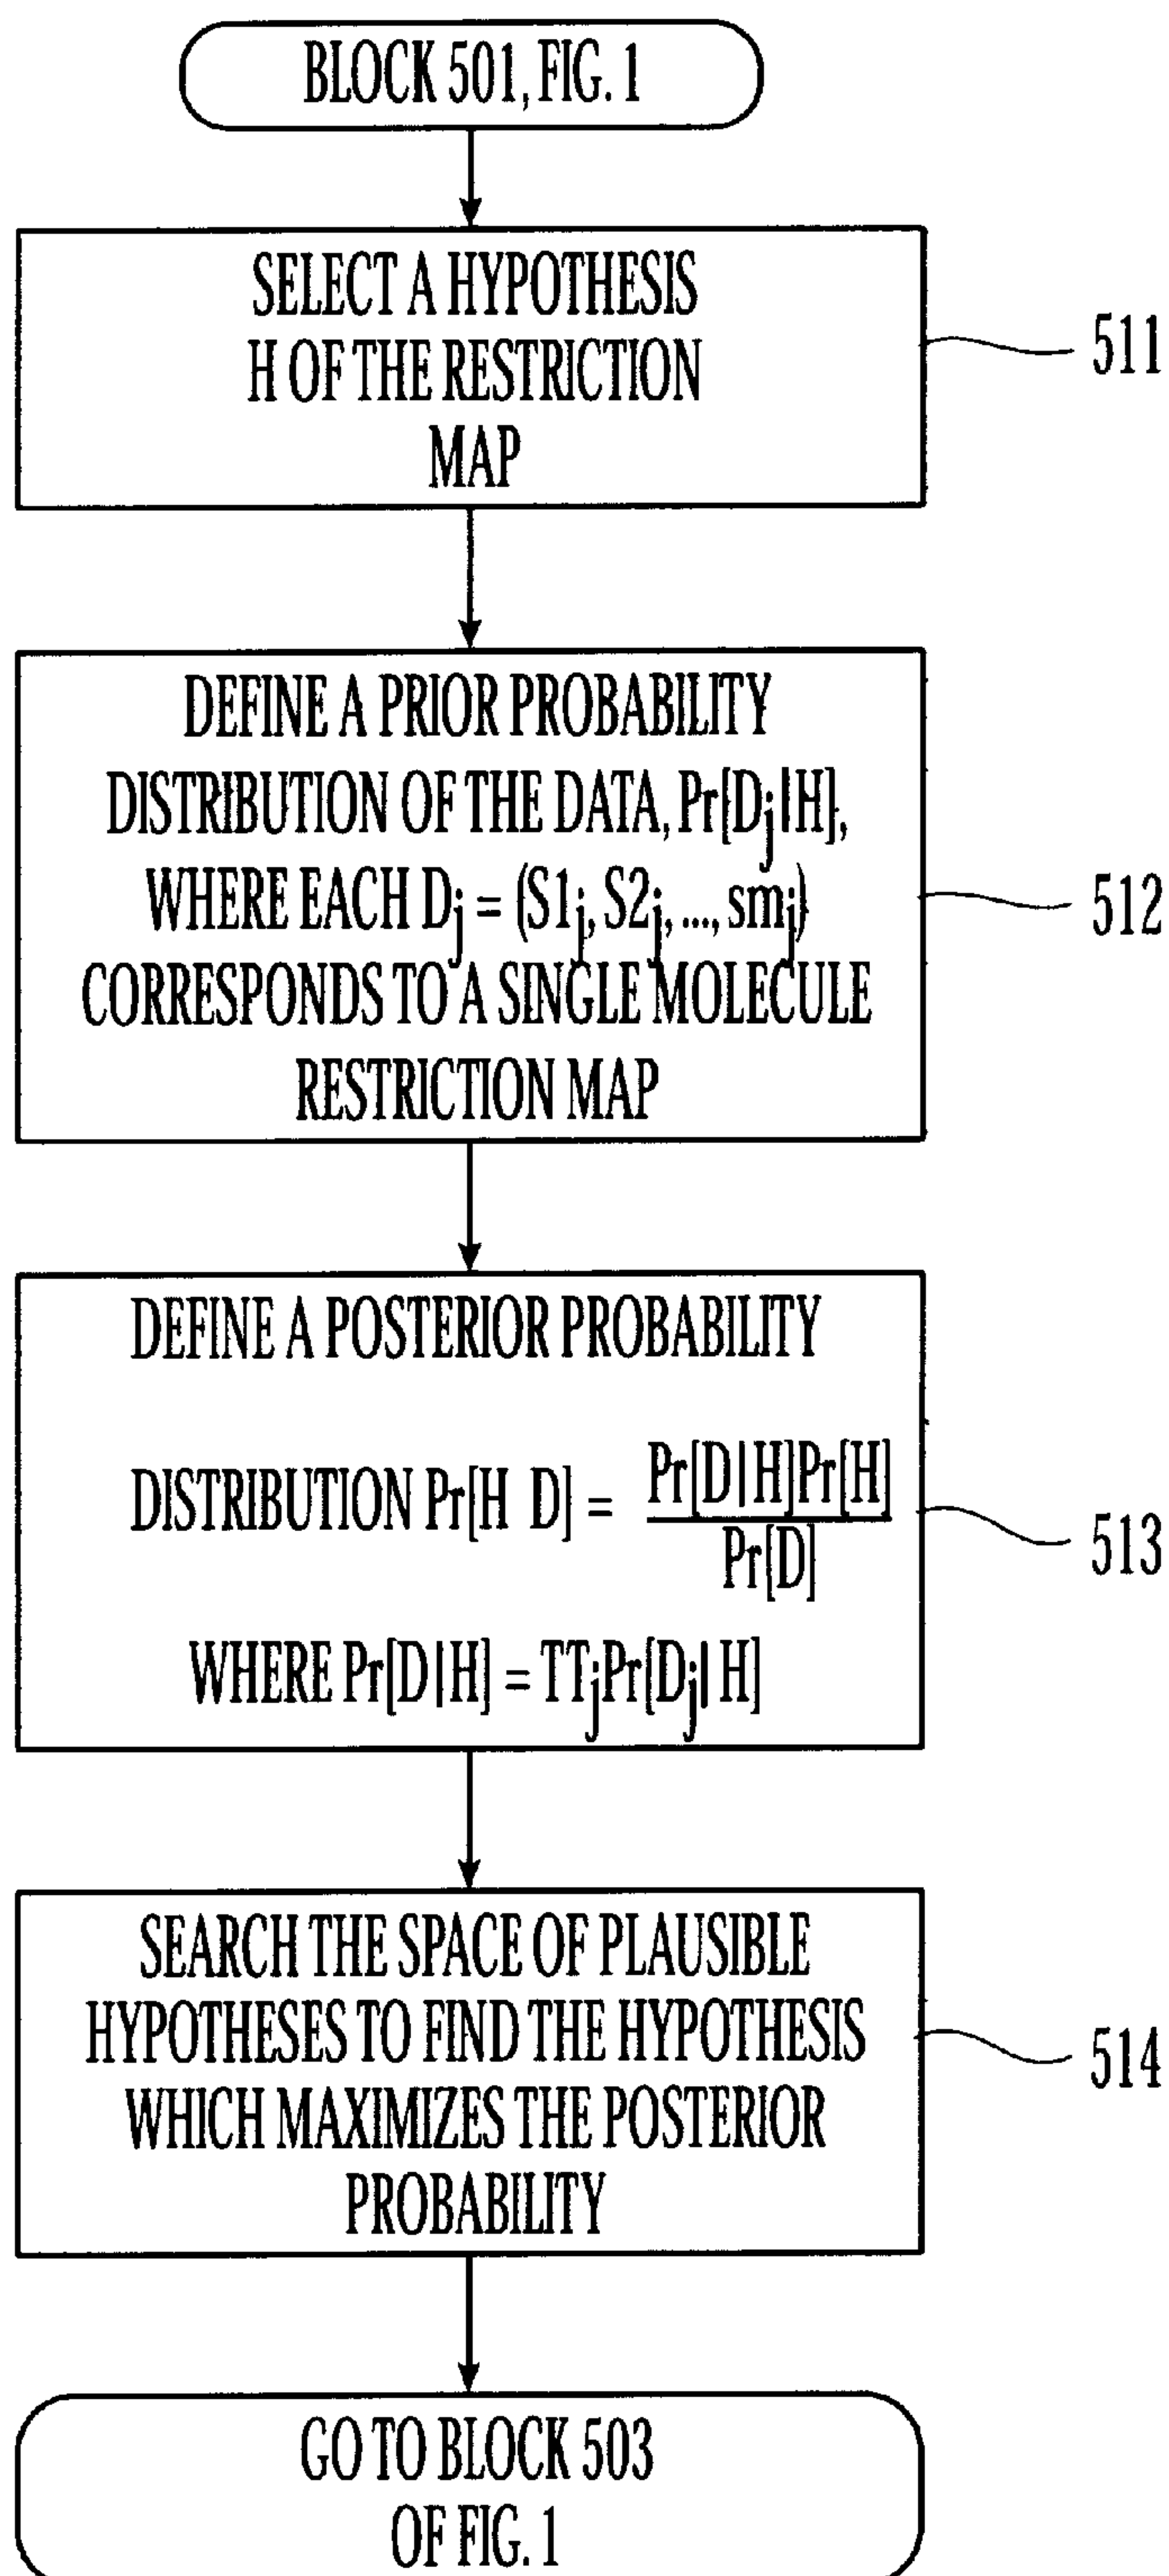 BLOCK 501, FIG. 1
SELECT A HYPOTHESIS
H OF THE RESTRICTION
MAP
511
DEFINE A PRIOR PROBABILITY
DISTRIBUTION OF THE DATA, Pr[Dj|H],
WHERE EACH Dj = (S1j, S2j, ..., smj)
CORRESPONDS TO A SINGLE MOLECULE
RESTRICTION MAP
512
DEFINE A POSTERIOR PROBABILITY
DISTRIBUTION Pr[H D] = Pr[D|H]Pr[H]
Pr[D]
WHERE Pr[D|H] = TTjPr[Dj|H]
513
SEARCH THE SPACE OF PLAUSIBLE
HYPOTHESES TO FIND THE HYPOTHESIS
WHICH MAXIMIZES THE POSTERIOR
PROBABILITY
514
GO TO BLOCK 503
OF FIG. 1